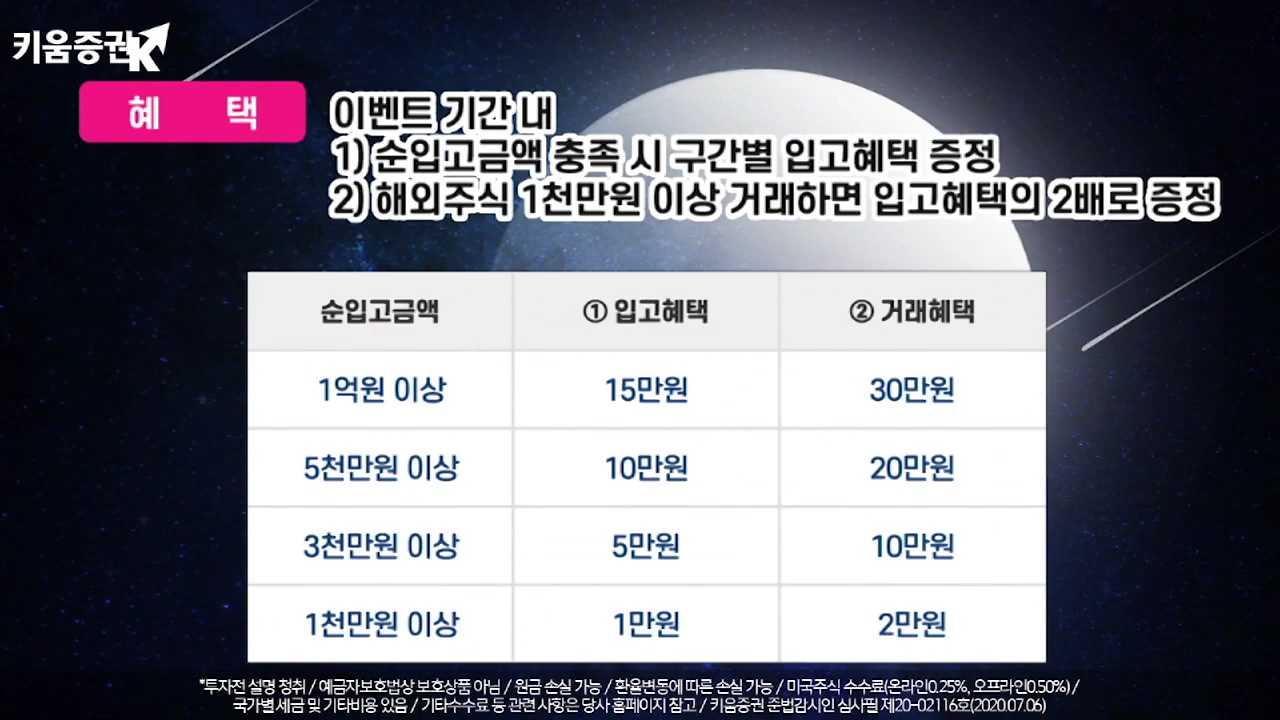 키움증권
혜 택
이벤트 기간 내
1) 순입고금액 충족 시 구간별 입고혜택 증정
2) 해외주식 1천만원 이상 거래하면 입고혜택의 2배로 증정
순입고금액 ① 입고혜택 ② 거래혜택
1억원 이상 15만원 30만원
5천만원 이상 10만원 20만원
3천만원 이상 5만원 10만원
1천만원 이상 1만원 2만원
*투자전 설명 청취 / 예금자보호법상 보호상품 아님 / 원금 손실 가능 / 환율변동에 따른 손실 가능 / 미국주식 수수료(온라인0.25%, 오프라인0.50%) /
국가별 세금 및 기타비용 있음 / 기타수수료 등 관련 사항은 당사 홈페이지 참고 / 키움증권 준법감시인 심사필 제20-02116호(2020.07.06)